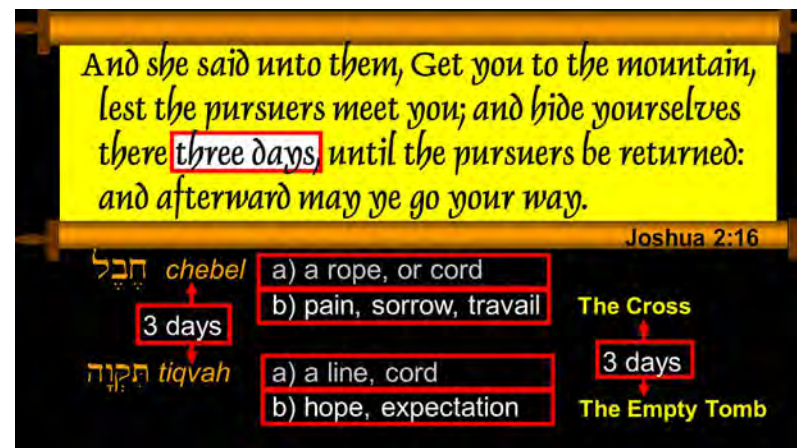 And she said unto them, Get you to the mountain,
lest the pursuers meet you; and hide yourselves
there three days, until the pursuers be returned:
and afterward may ye go your way.
Joshua 2:16
חֶבֶל chebel
a) a rope, or cord
b) pain, sorrow, travail
3 days
The Cross
3 days
תִּקְוָה tiqvah
a) a line, cord
b) hope, expectation
The Empty Tomb